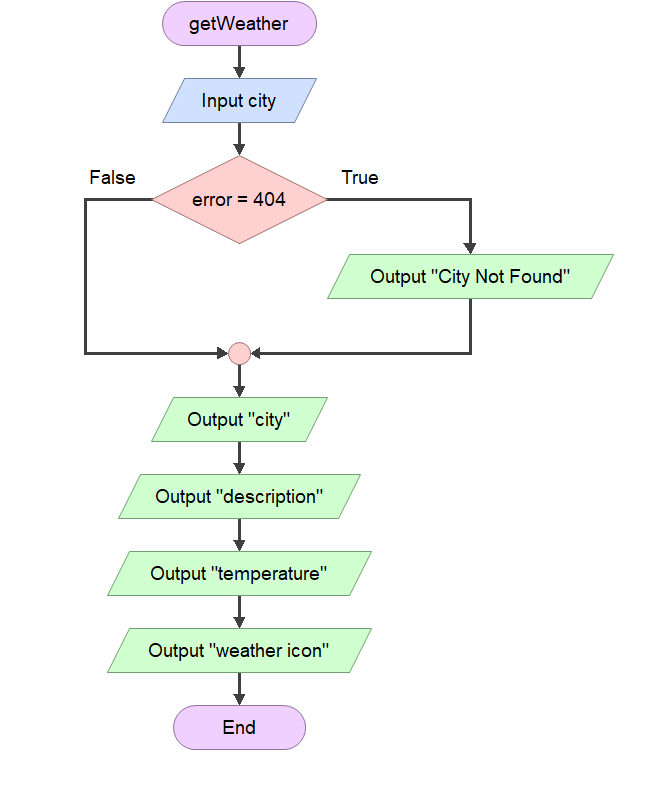 getWeather
Input city
False
True
error = 404
Output "City Not Found"
Output "city"
Output "description"
Output "temperature"
Output "weather icon"
End